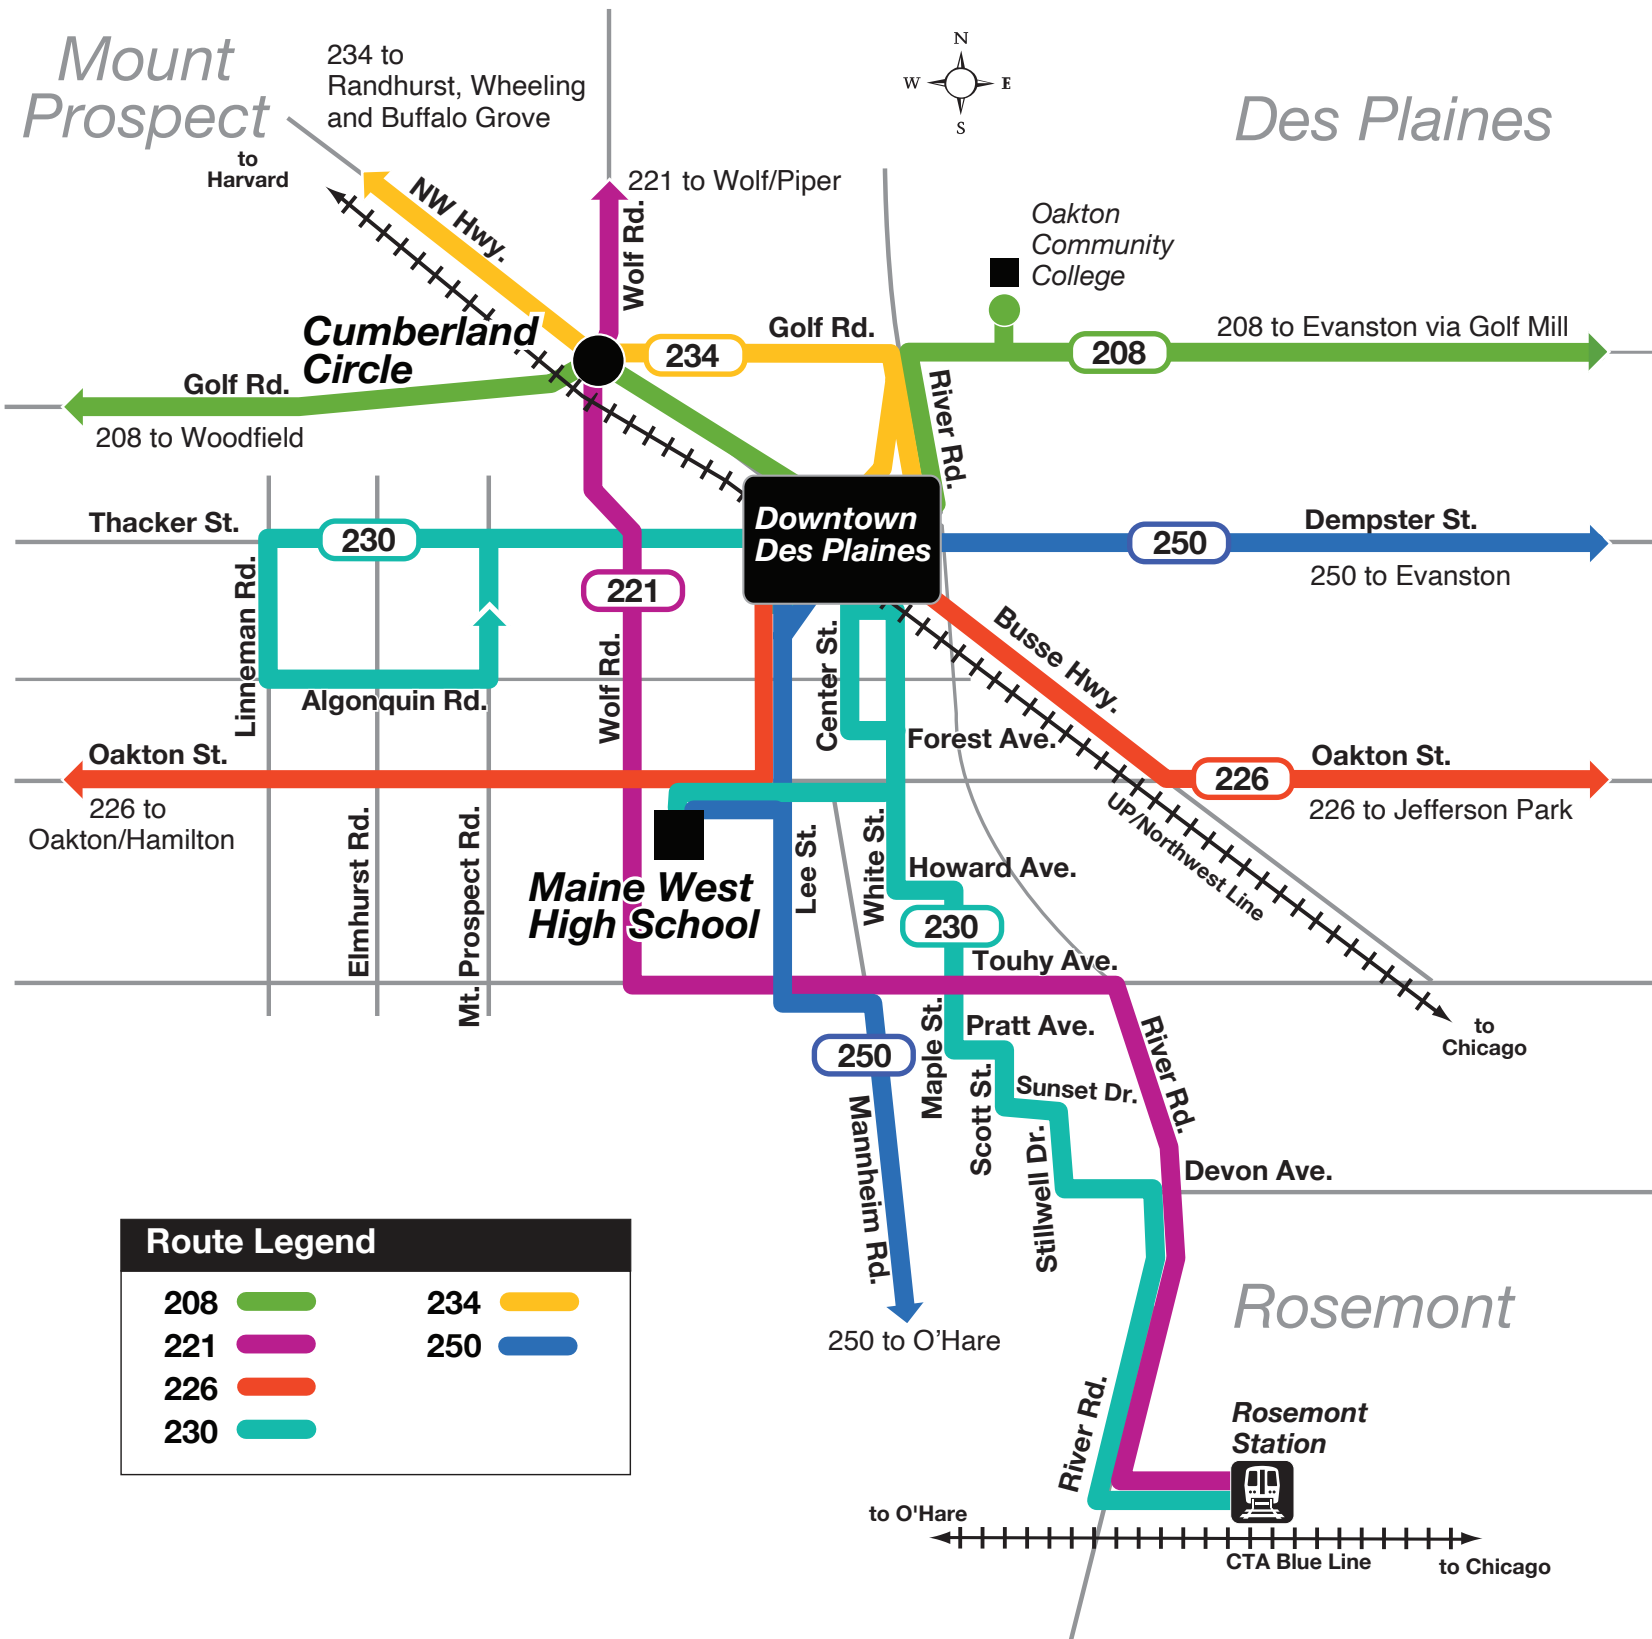 Mount
Prospect
234 to
Randhurst, Wheeling
and Buffalo Grove
N
W
E
S
Des Plaines
to
Harvard
NW Hwy.
221 to Wolf/Piper
Wolf Rd.
Oakton
Community
College
Cumberland
Circle
234
Golf Rd.
208
208 to Evanston via Golf Mill
Golf Rd.
208 to Woodfield
River Rd.
Thacker St.
230
Downtown
Des Plaines
250
Dempster St.
250 to Evanston
221
Linneman Rd.
Algonquin Rd.
Wolf Rd.
Center St.
Busse Hwy.
Forest Ave.
Oakton St.
226 to
Oakton/Hamilton
226
Oakton St.
226 to Jefferson Park
UP/Northwest Line
Elmhurst Rd.
Mt. Prospect Rd.
Maine West
High School
Lee St.
White St.
Howard Ave.
230
Touhy Ave.
to
Chicago
250
Maple St.
Pratt Ave.
River Rd.
Scott St.
Sunset Dr.
Mannheim Rd.
Stillwell Dr.
Devon Ave.
250 to O’Hare
Rosemont
Route Legend
208
234
221
250
226
230
River Rd.
Rosemont
Station
to O'Hare
CTA Blue Line
to Chicago